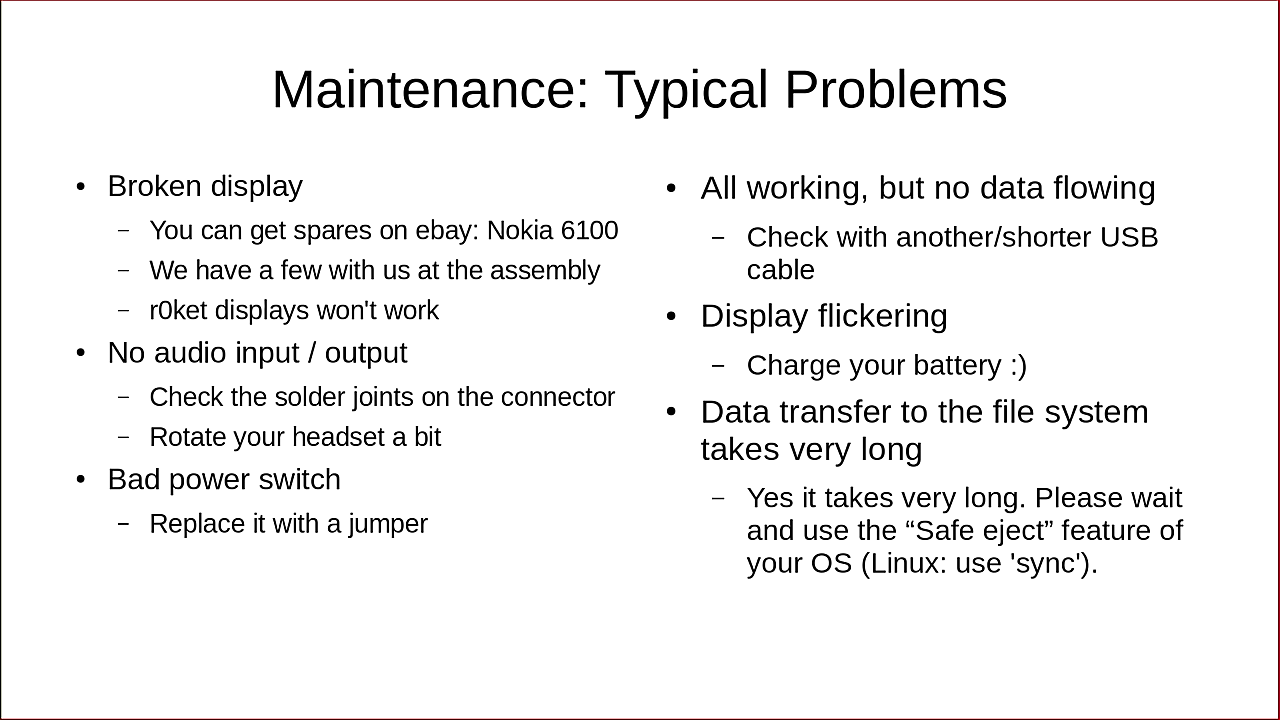 Maintenance: Typical Problems
• Broken display
– You can get spares on ebay: Nokia 6100
– We have a few with us at the assembly
– r0ket displays won't work
• No audio input / output
– Check the solder joints on the connector
– Rotate your headset a bit
• Bad power switch
– Replace it with a jumper
• All working, but no data flowing
– Check with another/shorter USB
cable
• Display flickering
– Charge your battery :)
• Data transfer to the file system
takes very long
– Yes it takes very long. Please wait
and use the “Safe eject” feature of
your OS (Linux: use 'sync').